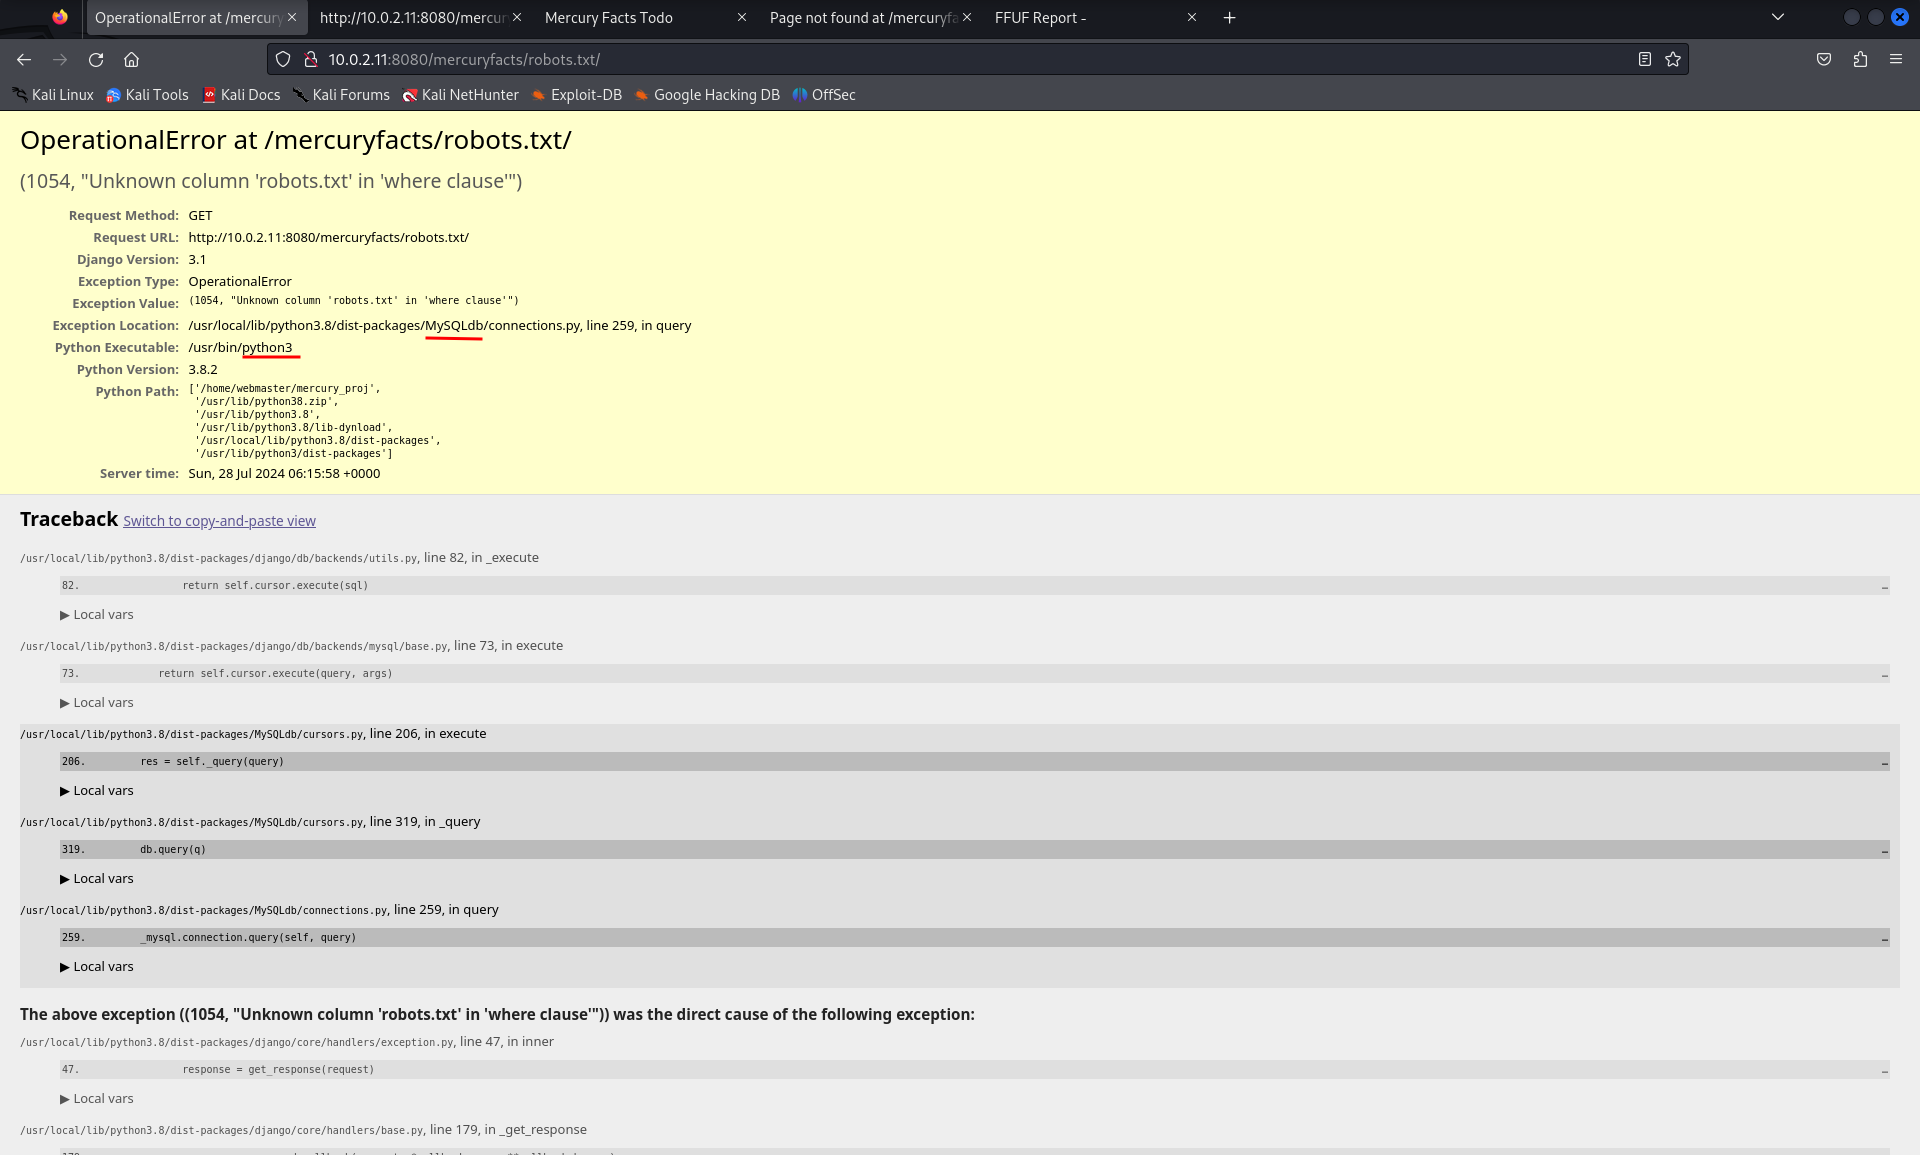 OperationalError at /mercury
http://10.0.2.11:8080/mercur
Mercury Facts Todo
Page not found at /mercuryfa
FFUF Report -
10.0.2.11:8080/mercuryfacts/robots.txt/
Kali Linux Kali Tools Kali Docs Kali Forums Kali NetHunter Exploit-DB Google Hacking DB OffSec
OperationalError at /mercuryfacts/robots.txt/
(1054, "Unknown column 'robots.txt' in 'where clause'")
Request Method: GET
Request URL: http://10.0.2.11:8080/mercuryfacts/robots.txt/
Django Version: 3.1
Exception Type: OperationalError
Exception Value: (1054, "Unknown column 'robots.txt' in 'where clause'")
Exception Location: /usr/local/lib/python3.8/dist-packages/MySQLdb/connections.py, line 259, in query
Python Executable: /usr/bin/python3
Python Version: 3.8.2
Python Path: ['/home/webmaster/mercury_proj',
'/usr/lib/python38.zip',
'/usr/lib/python3.8',
'/usr/lib/python3.8/lib-dynload',
'/usr/local/lib/python3.8/dist-packages',
'/usr/lib/python3/dist-packages']
Server time: Sun, 28 Jul 2024 06:15:58 +0000
Traceback Switch to copy-and-paste view
/usr/local/lib/python3.8/dist-packages/django/db/backends/utils.py, line 82, in _execute
82. return self.cursor.execute(sql) …
▶ Local vars
/usr/local/lib/python3.8/dist-packages/django/db/backends/mysql/base.py, line 73, in execute
73. return self.cursor.execute(query, args) …
▶ Local vars
/usr/local/lib/python3.8/dist-packages/MySQLdb/cursors.py, line 206, in execute
206. res = self._query(query) …
▶ Local vars
/usr/local/lib/python3.8/dist-packages/MySQLdb/cursors.py, line 319, in _query
319. db.query(q) …
▶ Local vars
/usr/local/lib/python3.8/dist-packages/MySQLdb/connections.py, line 259, in query
259. _mysql.connection.query(self, query) …
▶ Local vars
The above exception ((1054, "Unknown column 'robots.txt' in 'where clause'")) was the direct cause of the following exception:
/usr/local/lib/python3.8/dist-packages/django/core/handlers/exception.py, line 47, in inner
47. response = get_response(request) …
▶ Local vars
/usr/local/lib/python3.8/dist-packages/django/core/handlers/base.py, line 179, in _get_response